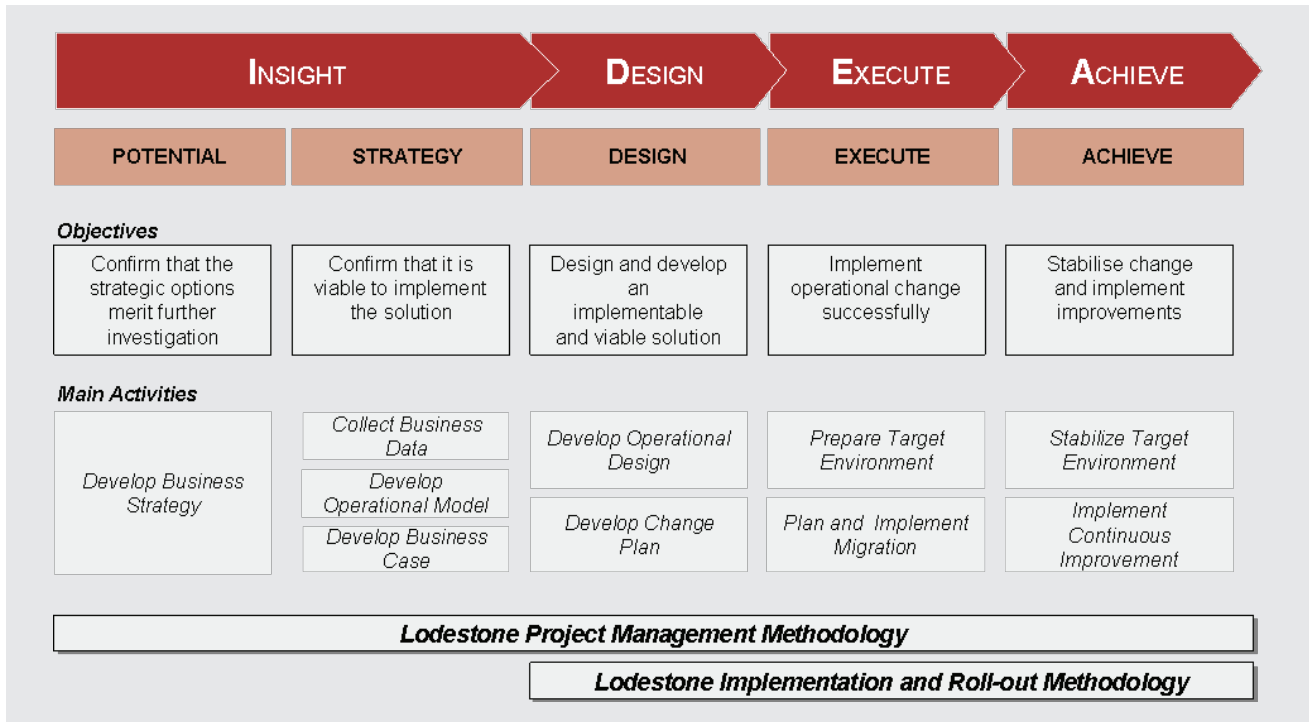 INSIGHT
DESIGN
EXECUTE
ACHIEVE
POTENTIAL
STRATEGY
DESIGN
EXECUTE
ACHIEVE
Objectives
Confirm that the
strategic options
merit further
investigation
Confirm that it is
viable to implement
the solution
Design and develop
an
implementable
and viable solution
Implement
operational change
successfully
Stabilise change
and implement
improvements
Main Activities
Develop Business
Strategy
Collect Business
Data
Develop
Operational Model
Develop Business
Case
Develop Operational
Design
Develop Change
Plan
Prepare Target
Environment
Plan and Implement
Migration
Stabilize Target
Environment
Implement
Continuous
Improvement
Lodestone Project Management Methodology
Lodestone Implementation and Roll-out Methodology